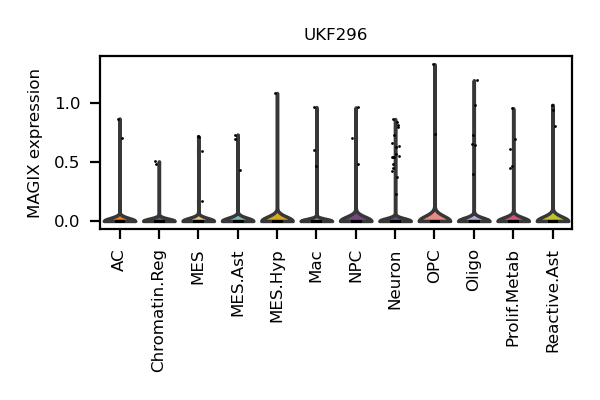 UKF296
MAGIX expression
1.0
0.5
0.0
AC
Chromatin.Reg
MES
MES.Ast
MES.Hyp
Mac
NPC
Neuron
OPC
Oligo
Prolif.Metab
Reactive.Ast